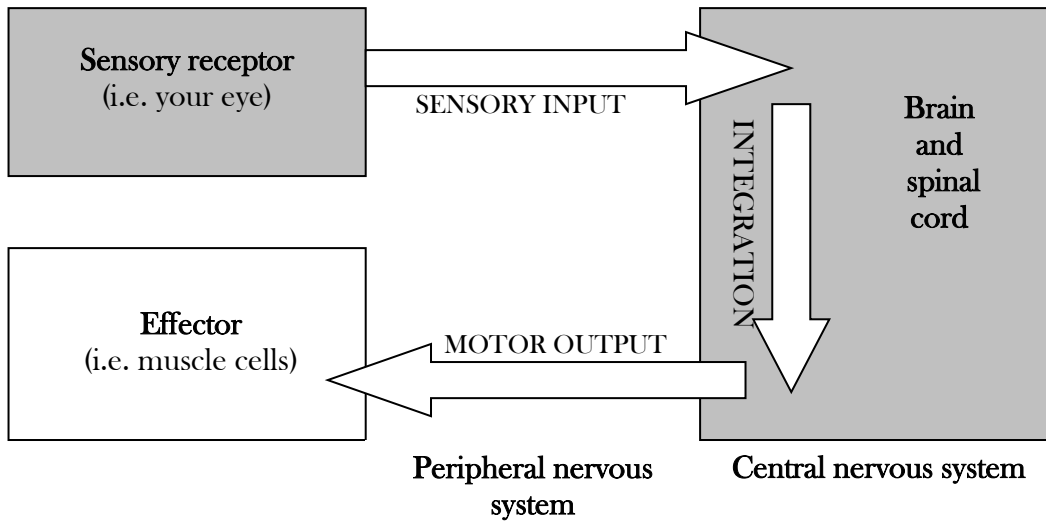 Sensory receptor
(i.e. your eye)
SENSORY INPUT
INTEGRATION
Brain
and
spinal
cord
Effector
(i.e. muscle cells)
MOTOR OUTPUT
Peripheral nervous
system
Central nervous system